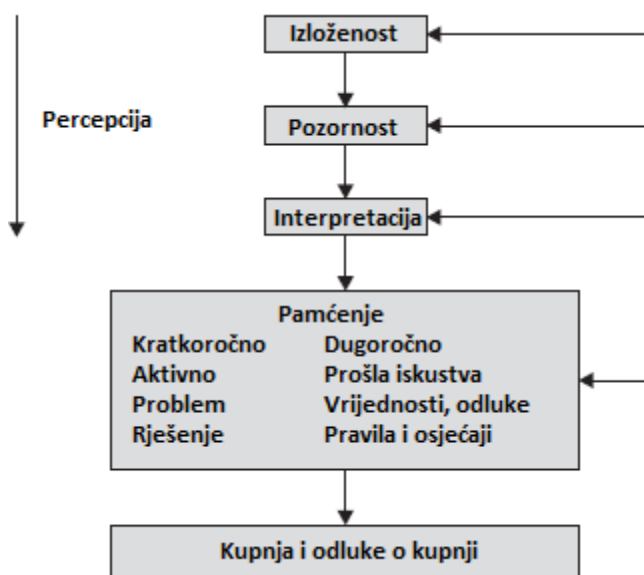 Izloženost
Percepcija
Pozornost
Interpretacija
Pamćenje
Kratkoročno Dugoročno
Aktivno Prošla iskustva
Problem Vrijednosti, odluke
Rješenje Pravila i osjećaji
Kupnja i odluke o kupnji